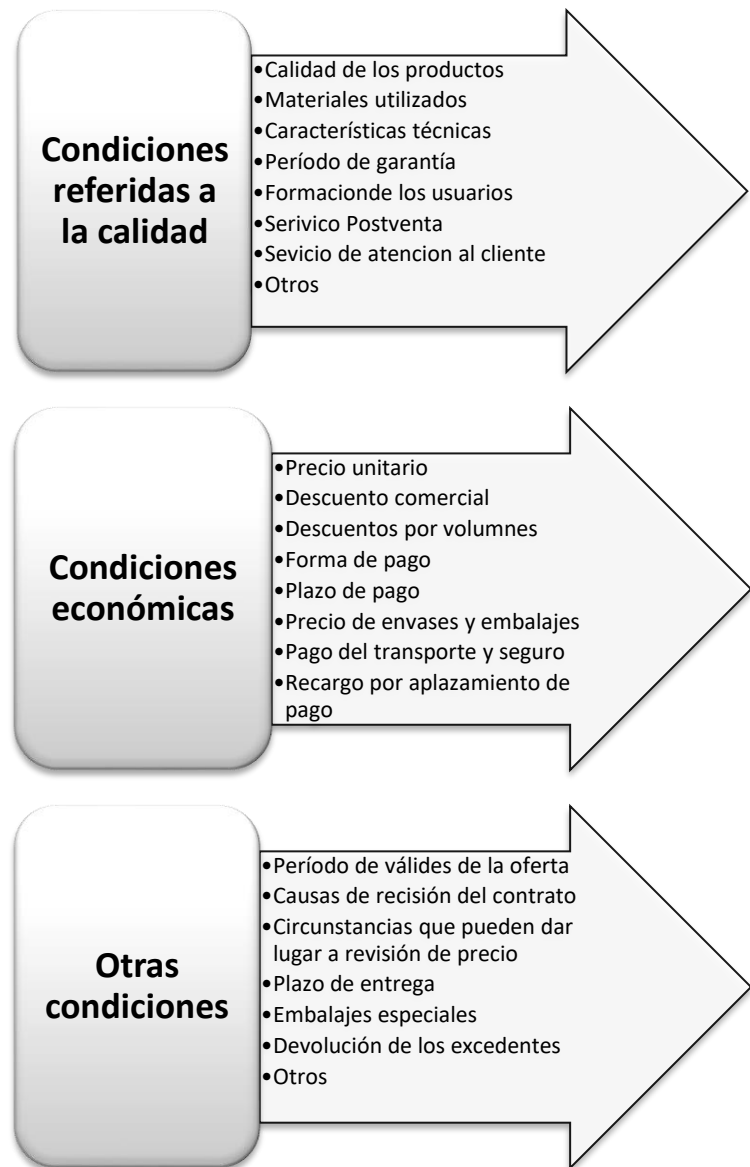 Condiciones
referidas a
la calidad
•Calidad de los productos
•Materiales utilizados
•Características técnicas
•Período de garantía
•Formacionde los usuarios
•Serivico Postventa
•Sevicio de atencion al cliente
•Otros
Condiciones
económicas
•Precio unitario
•Descuento comercial
•Descuentos por volumnes
•Forma de pago
•Plazo de pago
•Precio de envases y embalajes
•Pago del transporte y seguro
•Recargo por aplazamiento de
pago
Otras
condiciones
•Período de válides de la oferta
•Causas de recisión del contrato
•Circunstancias que pueden dar
lugar a revisión de precio
•Plazo de entrega
•Embalajes especiales
•Devolución de los excedentes
•Otros